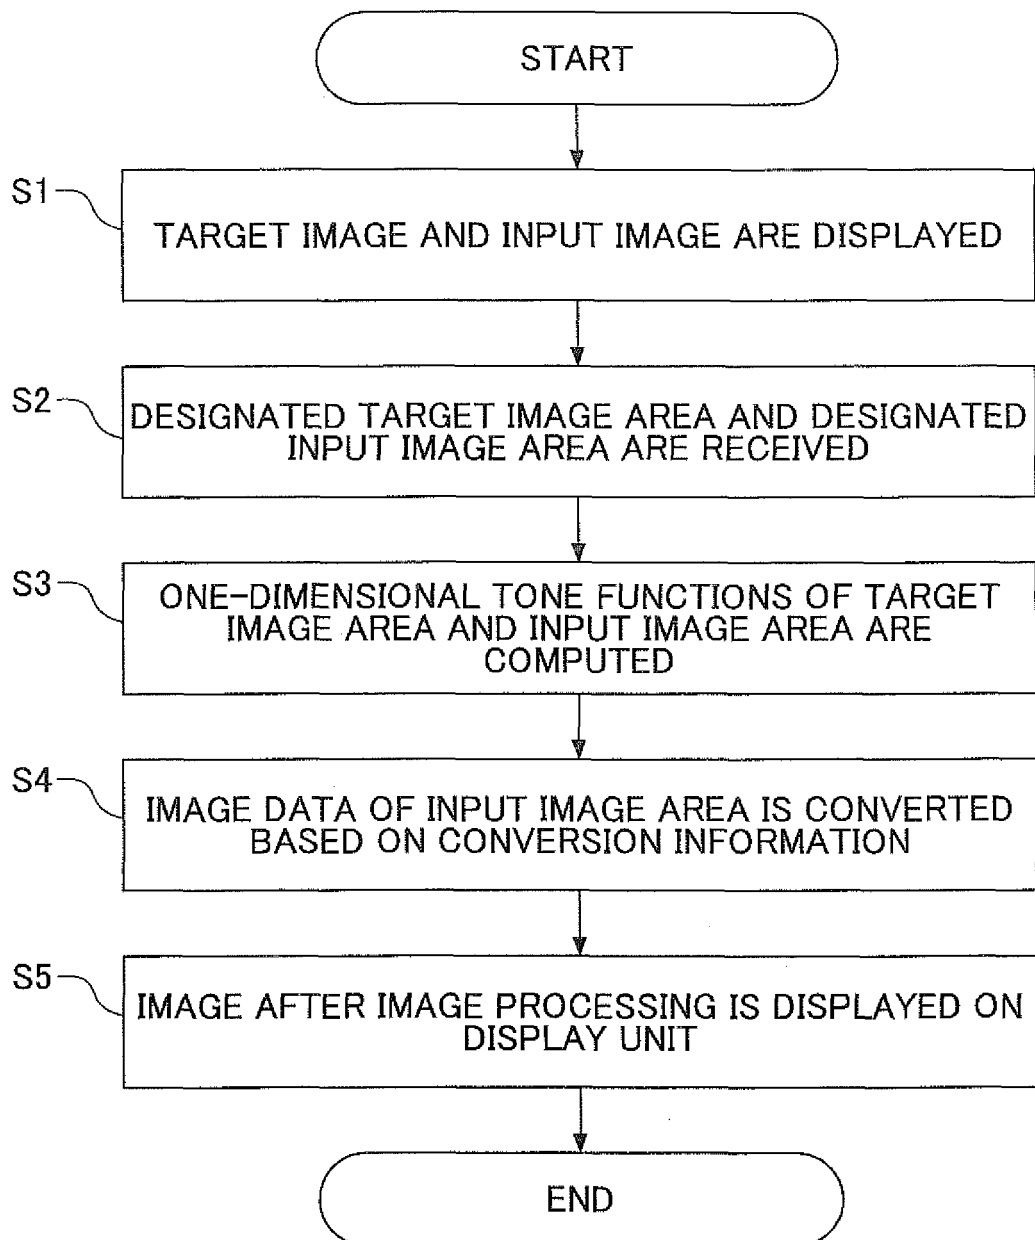 START
S1
TARGET IMAGE AND INPUT IMAGE ARE DISPLAYED
S2
DESIGNATED TARGET IMAGE AREA AND DESIGNATED
INPUT IMAGE AREA ARE RECEIVED
S3
ONE-DIMENSIONAL TONE FUNCTIONS OF TARGET
IMAGE AREA AND INPUT IMAGE AREA ARE
COMPUTED
S4
IMAGE DATA OF INPUT IMAGE AREA IS CONVERTED
BASED ON CONVERSION INFORMATION
S5
IMAGE AFTER IMAGE PROCESSING IS DISPLAYED ON
DISPLAY UNIT
END